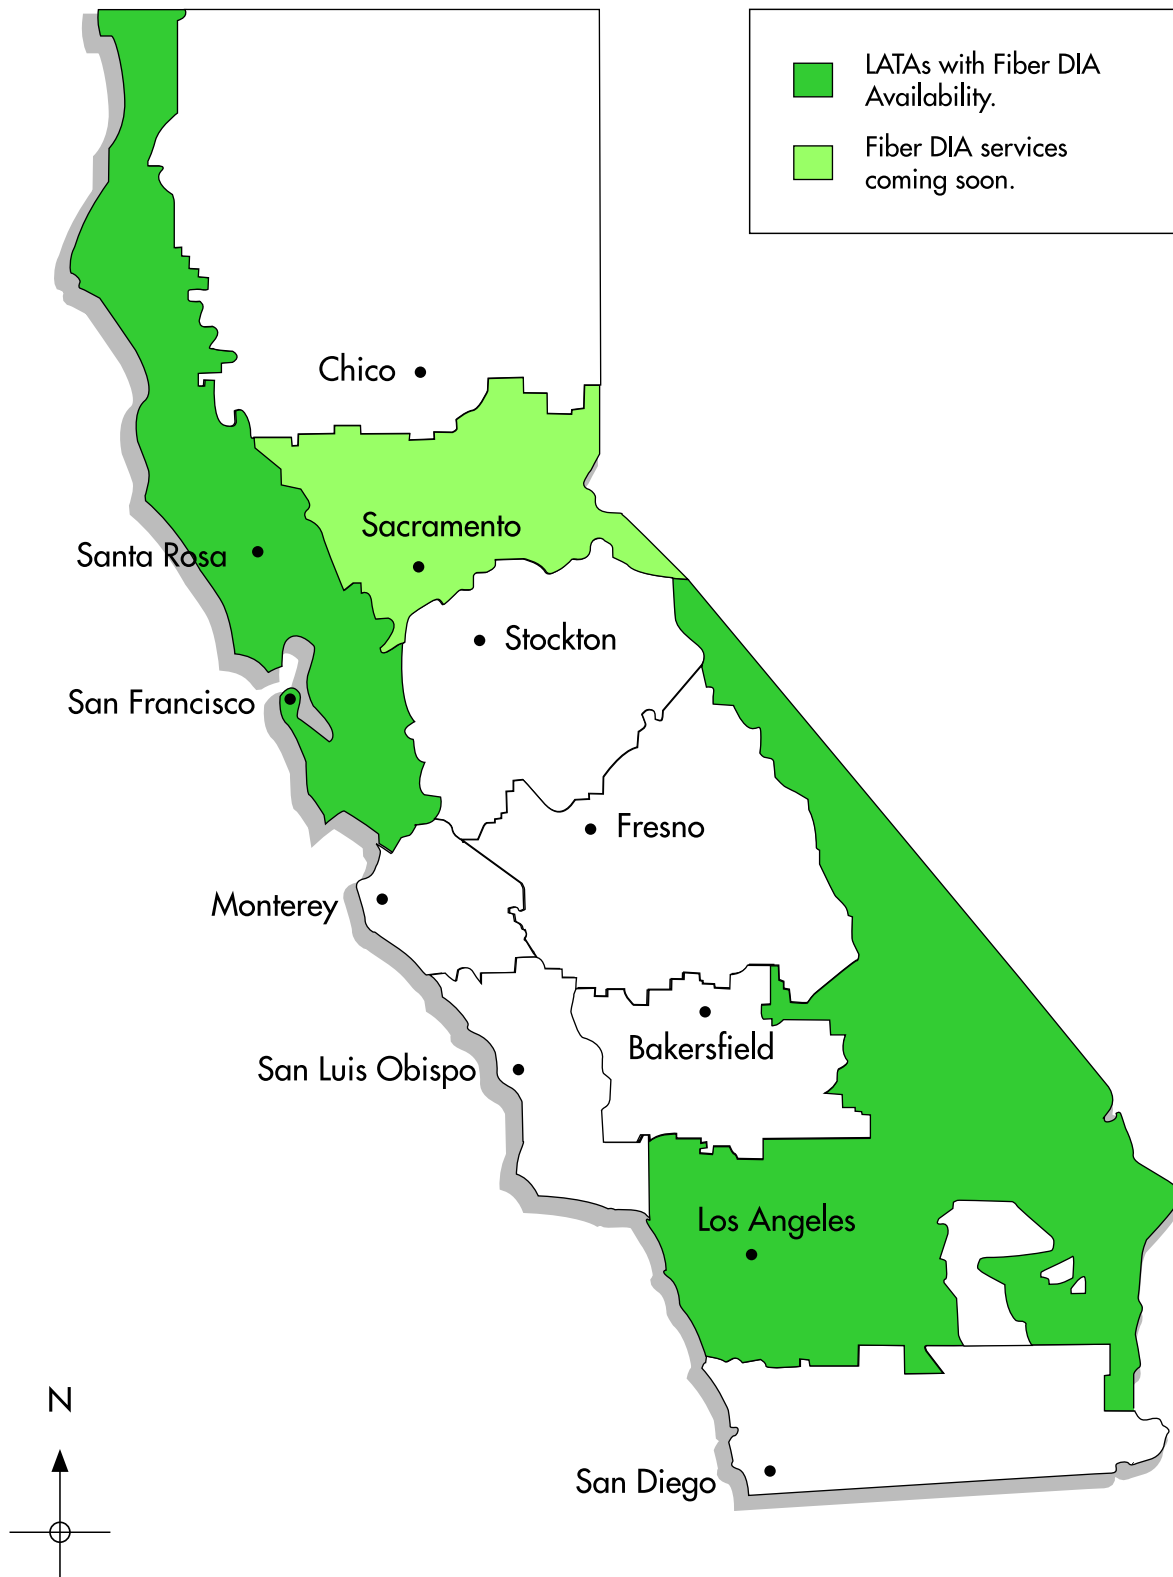 LATAs with Fiber DIA
Availability.
Fiber DIA services
coming soon.
Chico
Sacramento
Santa Rosa
Stockton
San Francisco
Fresno
Monterey
Bakersfield
San Luis Obispo
Los Angeles
N
San Diego